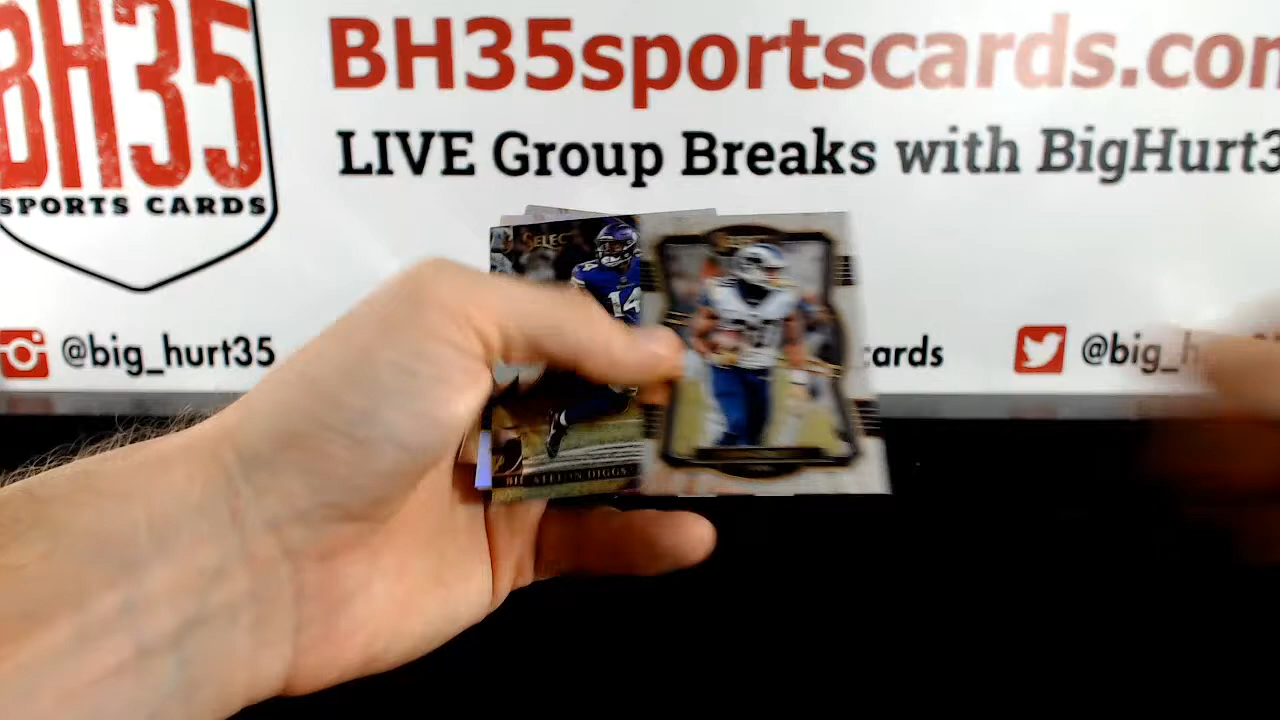 BH35
SPORTS CARDS
BH35sportscards.com
LIVE Group Breaks with BigHurt3
@big_hurt35
cards
@big_h
SELECT
14
STEFON DIGGS